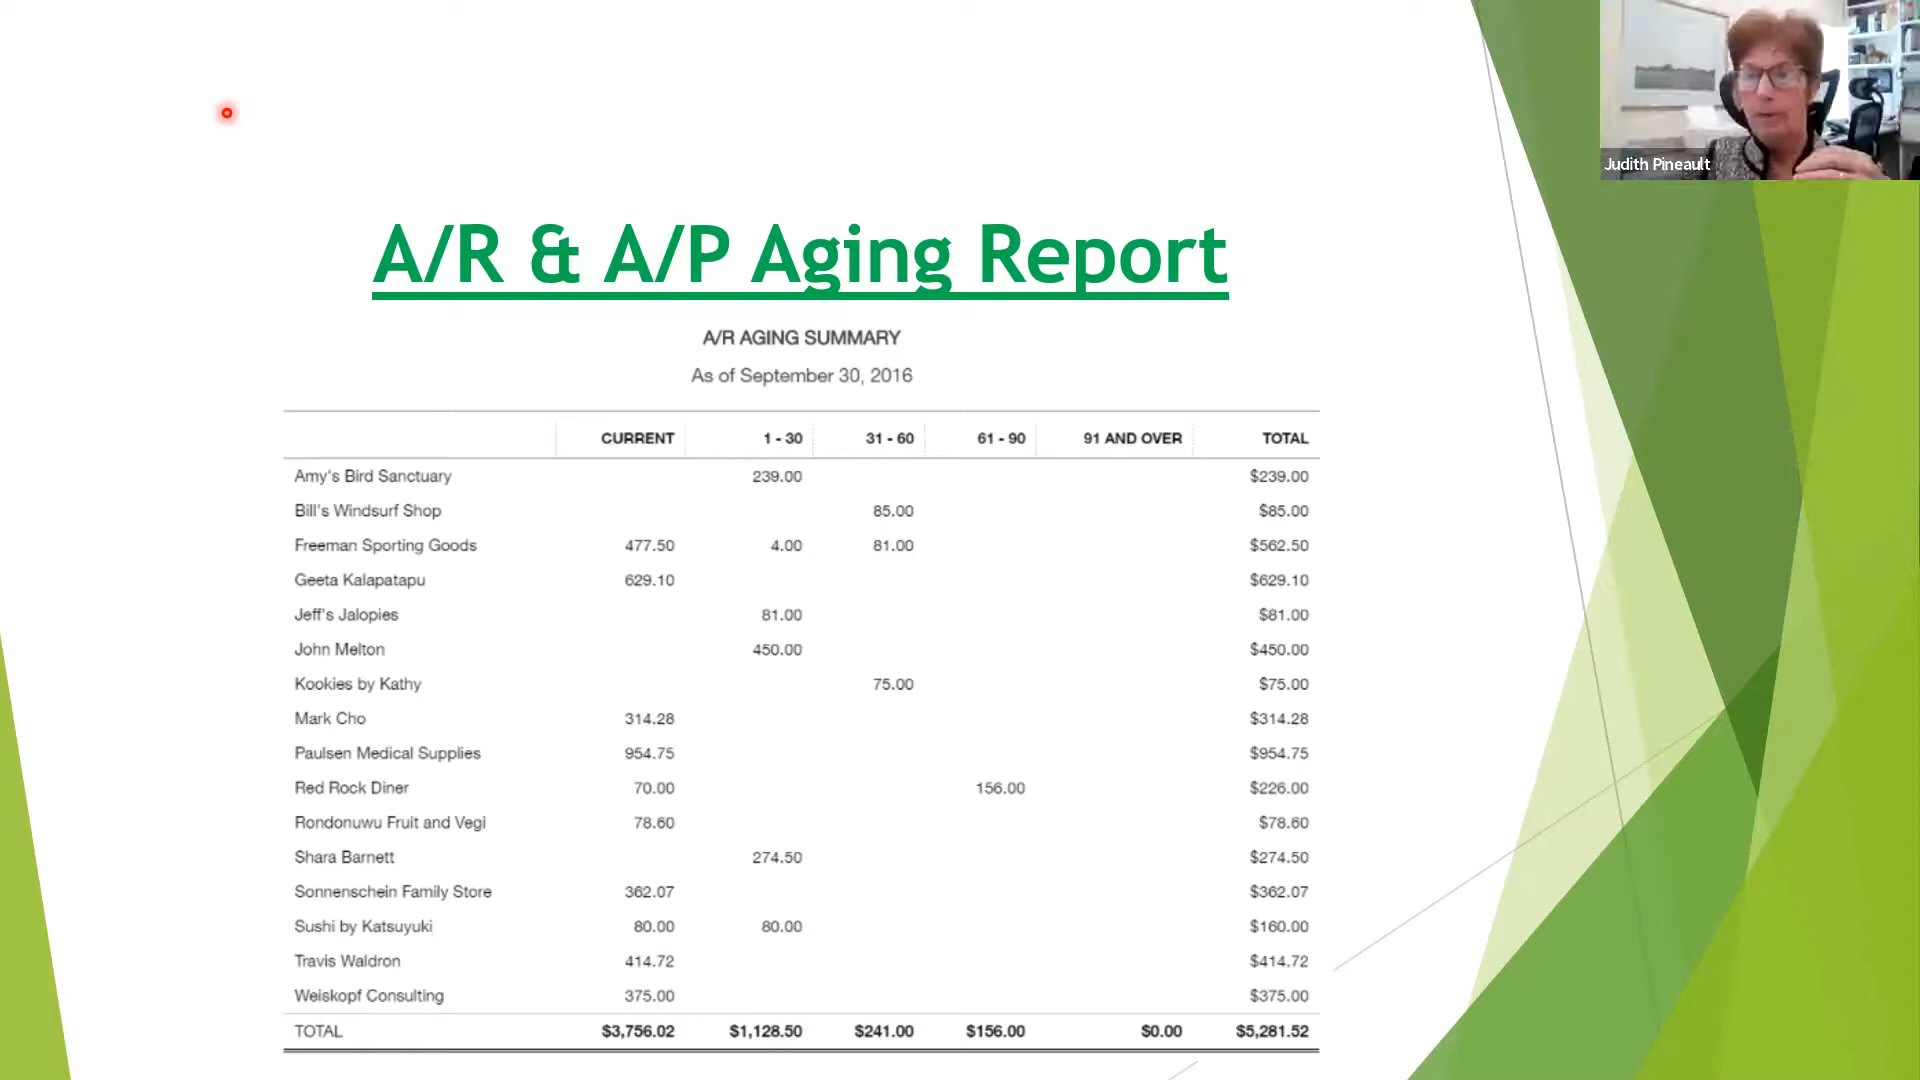 Judith Pineault
A/R & A/P Aging Report
A/R AGING SUMMARY
As of September 30, 2016
CURRENT 1 - 30 31 - 60 61 - 90 91 AND OVER TOTAL
Amy's Bird Sanctuary 239.00 $239.00
Bill's Windsurf Shop 85.00 $85.00
Freeman Sporting Goods 477.50 4.00 81.00 $562.50
Geeta Kalapatapu 629.10 $629.10
Jeff's Jalopies 81.00 $81.00
John Melton 450.00 $450.00
Kookies by Kathy 75.00 $75.00
Mark Cho 314.28 $314.28
Paulsen Medical Supplies 954.75 $954.75
Red Rock Diner 70.00 156.00 $226.00
Rondonuwu Fruit and Vegi 78.60 $78.60
Shara Barnett 274.50 $274.50
Sonnenschein Family Store 362.07 $362.07
Sushi by Katsuyuki 80.00 80.00 $160.00
Travis Waldron 414.72 $414.72
Weiskopf Consulting 375.00 $375.00
TOTAL $3,756.02 $1,128.50 $241.00 $156.00 $0.00 $5,281.52